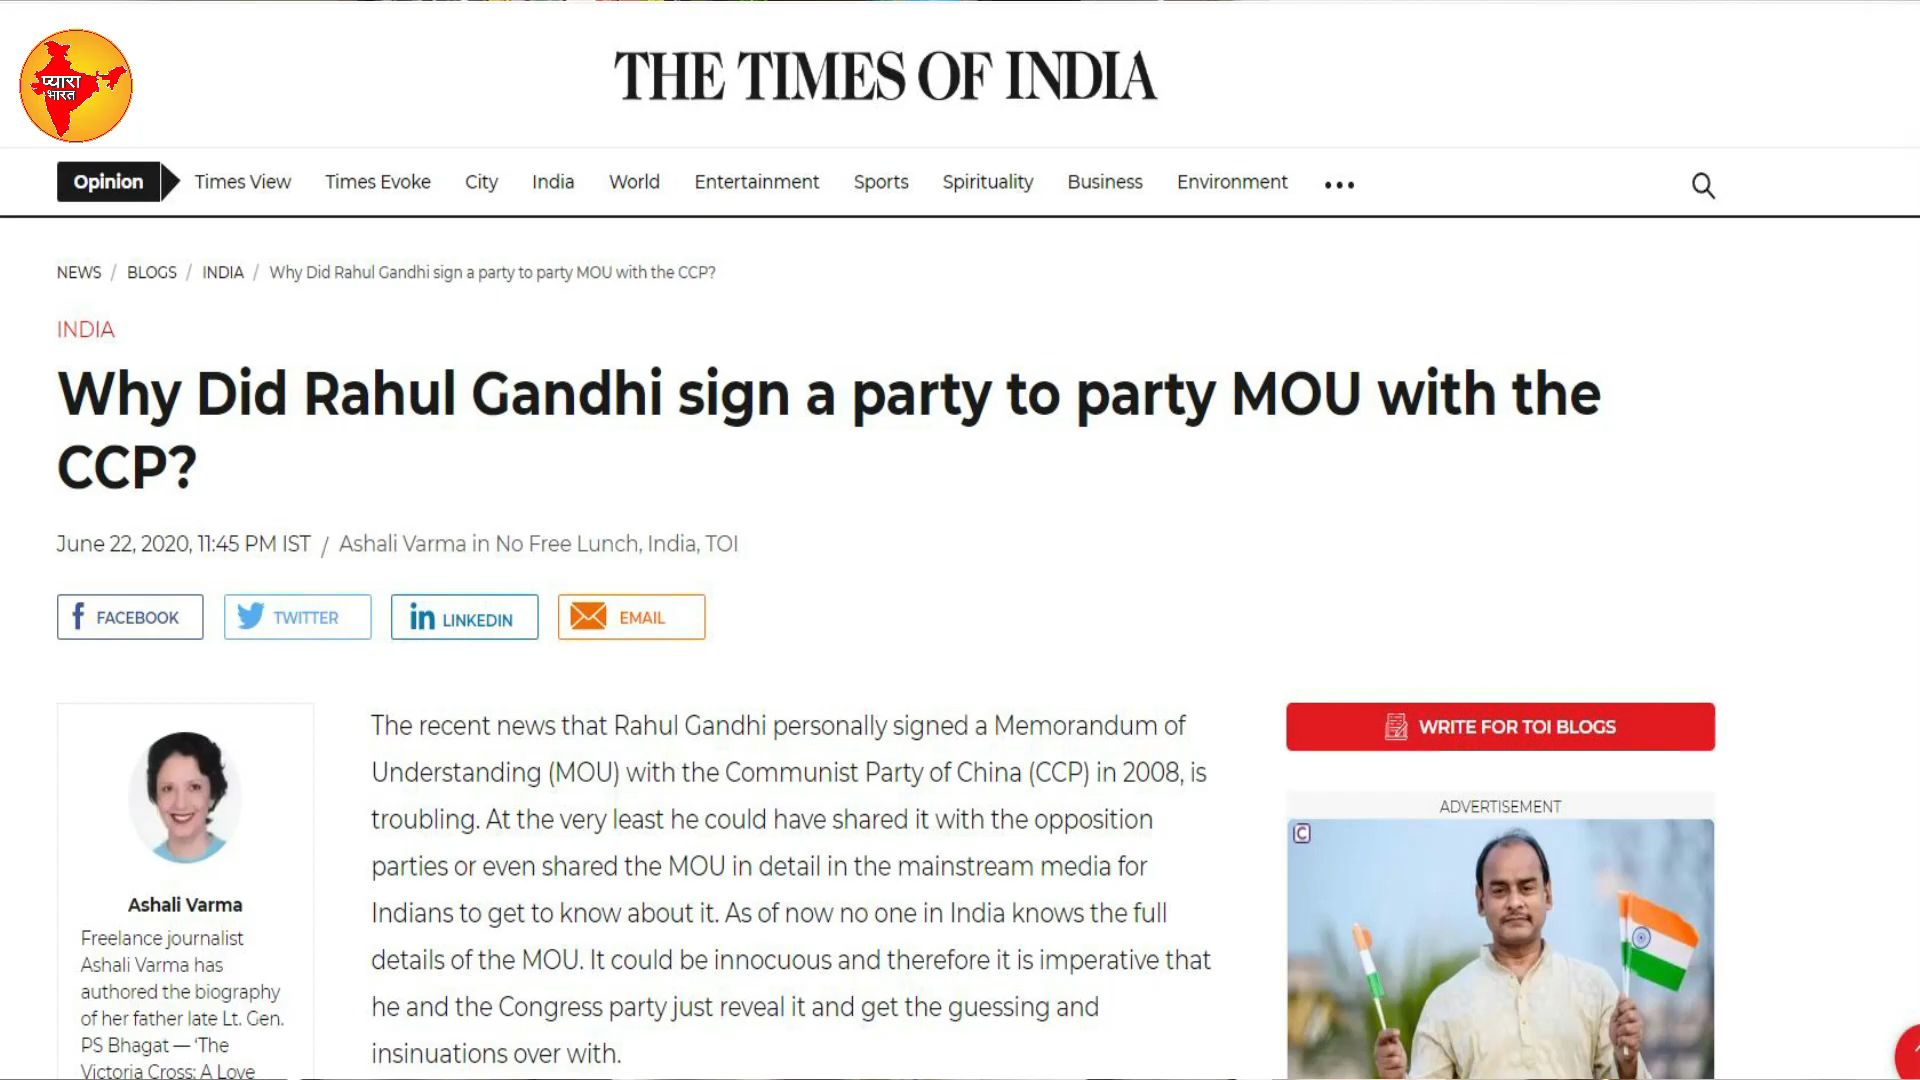 प्यारा
भारत
THE TIMES OF INDIA
Opinion Times View Times Evoke City India World Entertainment Sports Spirituality Business Environment •••
NEWS / BLOGS / INDIA / Why Did Rahul Gandhi sign a party to party MOU with the CCP?
INDIA
Why Did Rahul Gandhi sign a party to party MOU with the
CCP?
June 22, 2020, 11:45 PM IST / Ashali Varma in No Free Lunch, India, TOI
FACEBOOK TWITTER LINKEDIN EMAIL
Ashali Varma
Freelance journalist
Ashali Varma has
authored the biography
of her father late Lt. Gen.
PS Bhagat — ‘The
Victoria Cross: A Love
The recent news that Rahul Gandhi personally signed a Memorandum of
Understanding (MOU) with the Communist Party of China (CCP) in 2008, is
troubling. At the very least he could have shared it with the opposition
parties or even shared the MOU in detail in the mainstream media for
Indians to get to know about it. As of now no one in India knows the full
details of the MOU. It could be innocuous and therefore it is imperative that
he and the Congress party just reveal it and get the guessing and
insinuations over with.
WRITE FOR TOI BLOGS
ADVERTISEMENT
C